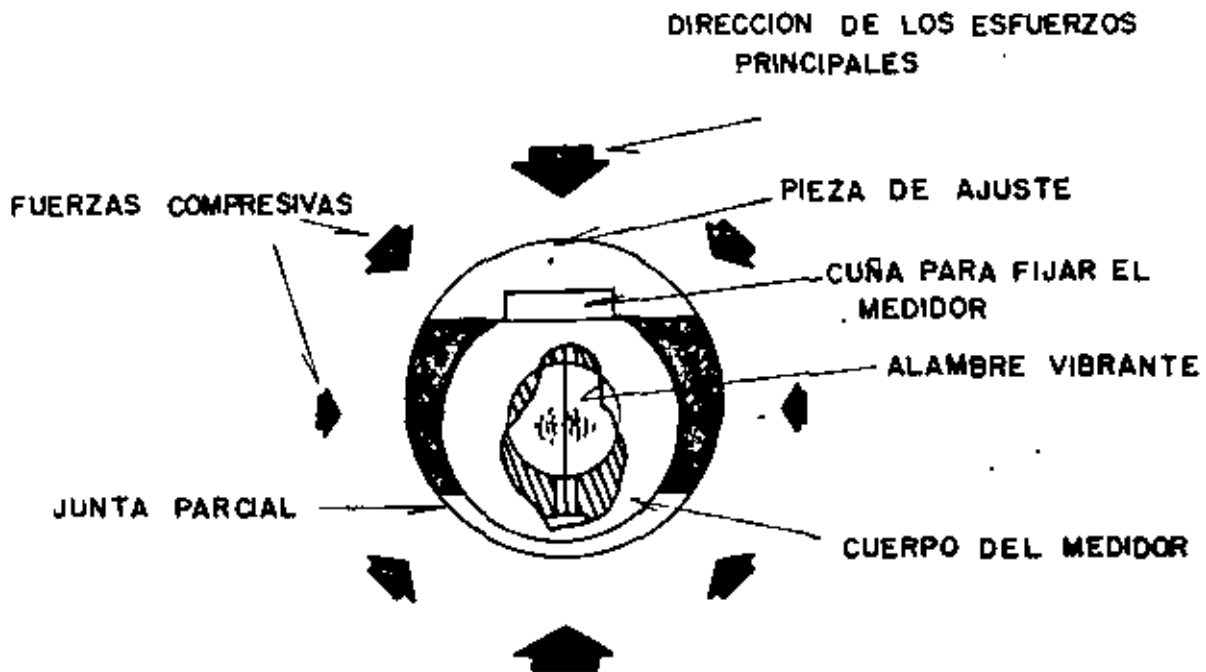 DIRECCION DE LOS ESFUERZOS
PRINCIPALES
FUERZAS COMPRESIVAS
PIEZA DE AJUSTE
CUÑA PARA FIJAR EL
MEDIDOR
ALAMBRE VIBRANTE
JUNTA PARCIAL
CUERPO DEL MEDIDOR